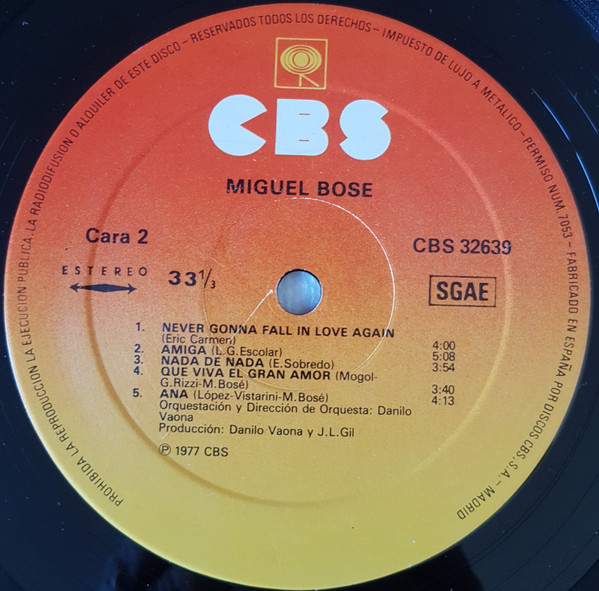 PROHIBIDA LA REPRODUCCION, LA EJECUCION PUBLICA, LA RADIODIFUSION O ALQUILER DE ESTE DISCO - RESERVADOS TODOS LOS DERECHOS - IMPUESTO DE LUJO A METALICO - PERMISO NUM. 7053 - FABRICADO EN ESPAÑA POR DISCOS CBS, S.A. - MADRID
CBS
MIGUEL BOSE
Cara 2
CBS 32639
ESTEREO
33 1/3
SGAE
1. NEVER GONNA FALL IN LOVE AGAIN
(Eric Carmen) 4:00
2. AMIGA (L.G.Escolar) 5:08
3. NADA DE NADA (E.Sobredo) 3:54
4. QUE VIVA EL GRAN AMOR (Mogol-
G.Rizzi-M.Bosé) 3:40
5. ANA (López-Vistarini-M.Bosé) 4:13
Orquestación y Dirección de Orquesta: Danilo
Vaona
Producción: Danilo Vaona y J.L.Gil
℗ 1977 CBS